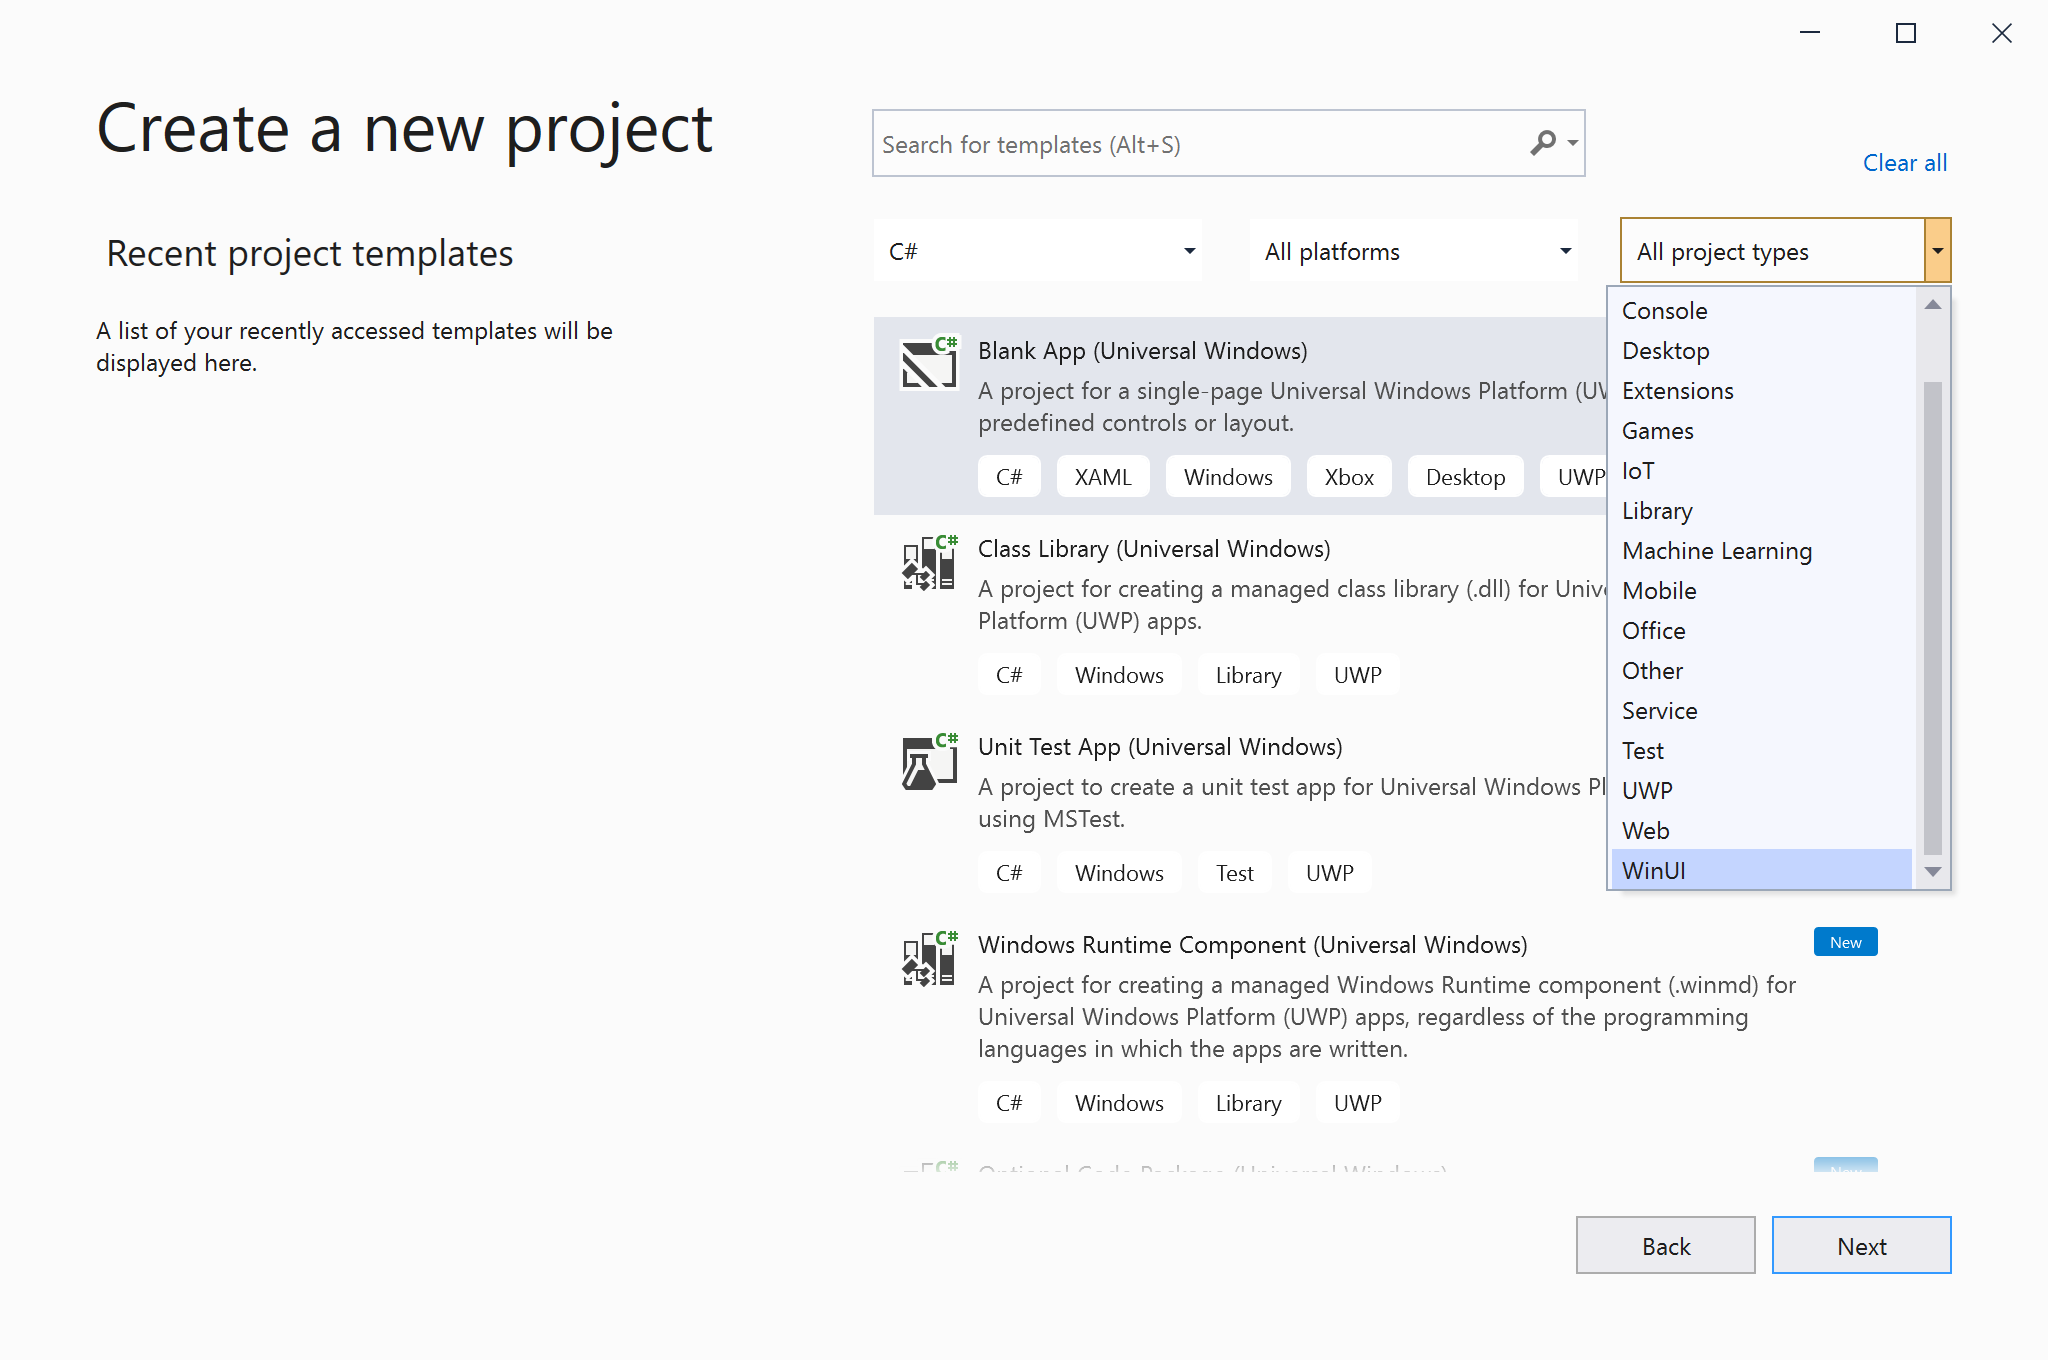 Create a new project
Search for templates (Alt+S)
Clear all
Recent project templates
C#
All platforms
All project types
A list of your recently accessed templates will be
displayed here.
C#
Blank App (Universal Windows)
A project for a single-page Universal Windows Platform
predefined controls or layout.
C# XAML Windows Xbox Desktop UWP
C#
Class Library (Universal Windows)
A project for creating a managed class library (.dll) for
Platform (UWP) apps.
C# Windows Library UWP
C#
Unit Test App (Universal Windows)
A project to create a unit test app for Universal Windows
using MSTest.
C# Windows Test UWP
C#
Windows Runtime Component (Universal Windows)
New
A project for creating a managed Windows Runtime component (.winmd) for
Universal Windows Platform (UWP) apps, regardless of the programming
languages in which the apps are written.
C# Windows Library UWP
C#
Optional Code Package (Universal Windows)
New
Console
Desktop
Extensions
Games
IoT
Library
Machine Learning
Mobile
Office
Other
Service
Test
UWP
Web
WinUI
Back
Next